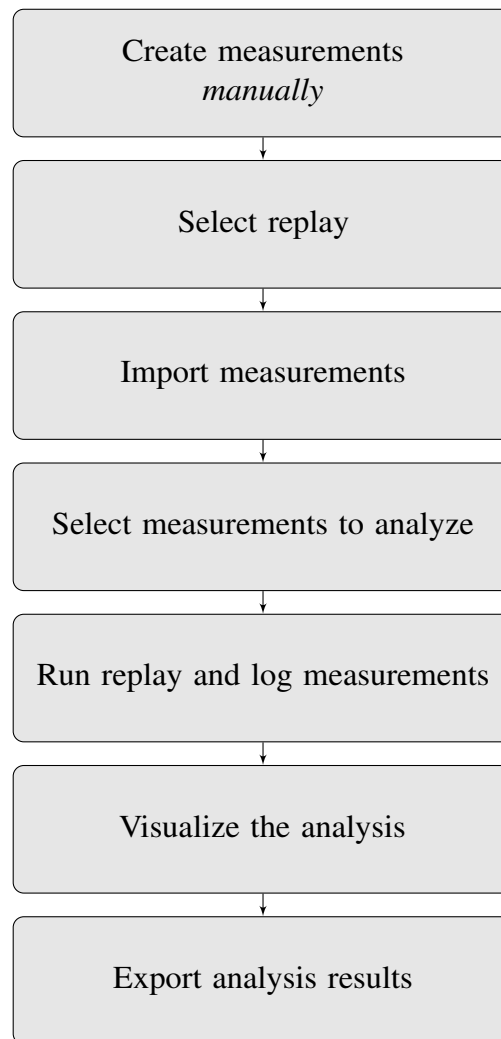 Create measurements
manually
Select replay
Import measurements
Select measurements to analyze
Run replay and log measurements
Visualize the analysis
Export analysis results